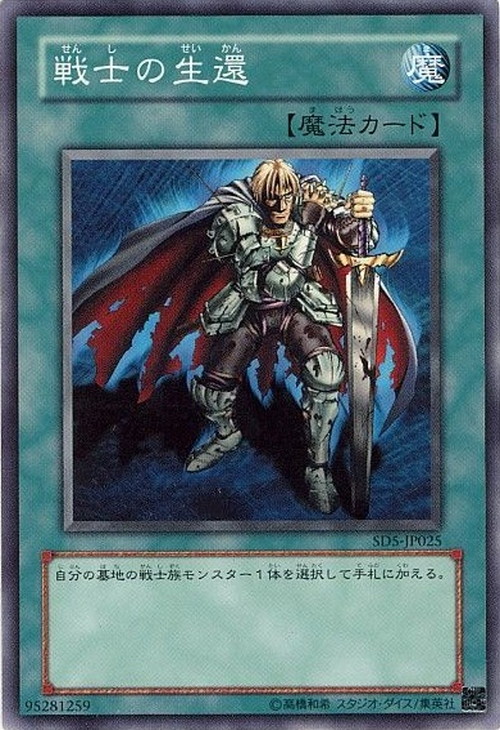 戦士の生還
魔
【魔法カード】
SD5-JP025
自分の墓地の戦士族モンスター1体を選択して手札に加える。
95281259
©高橋和希 スタジオ・ダイス/集英社